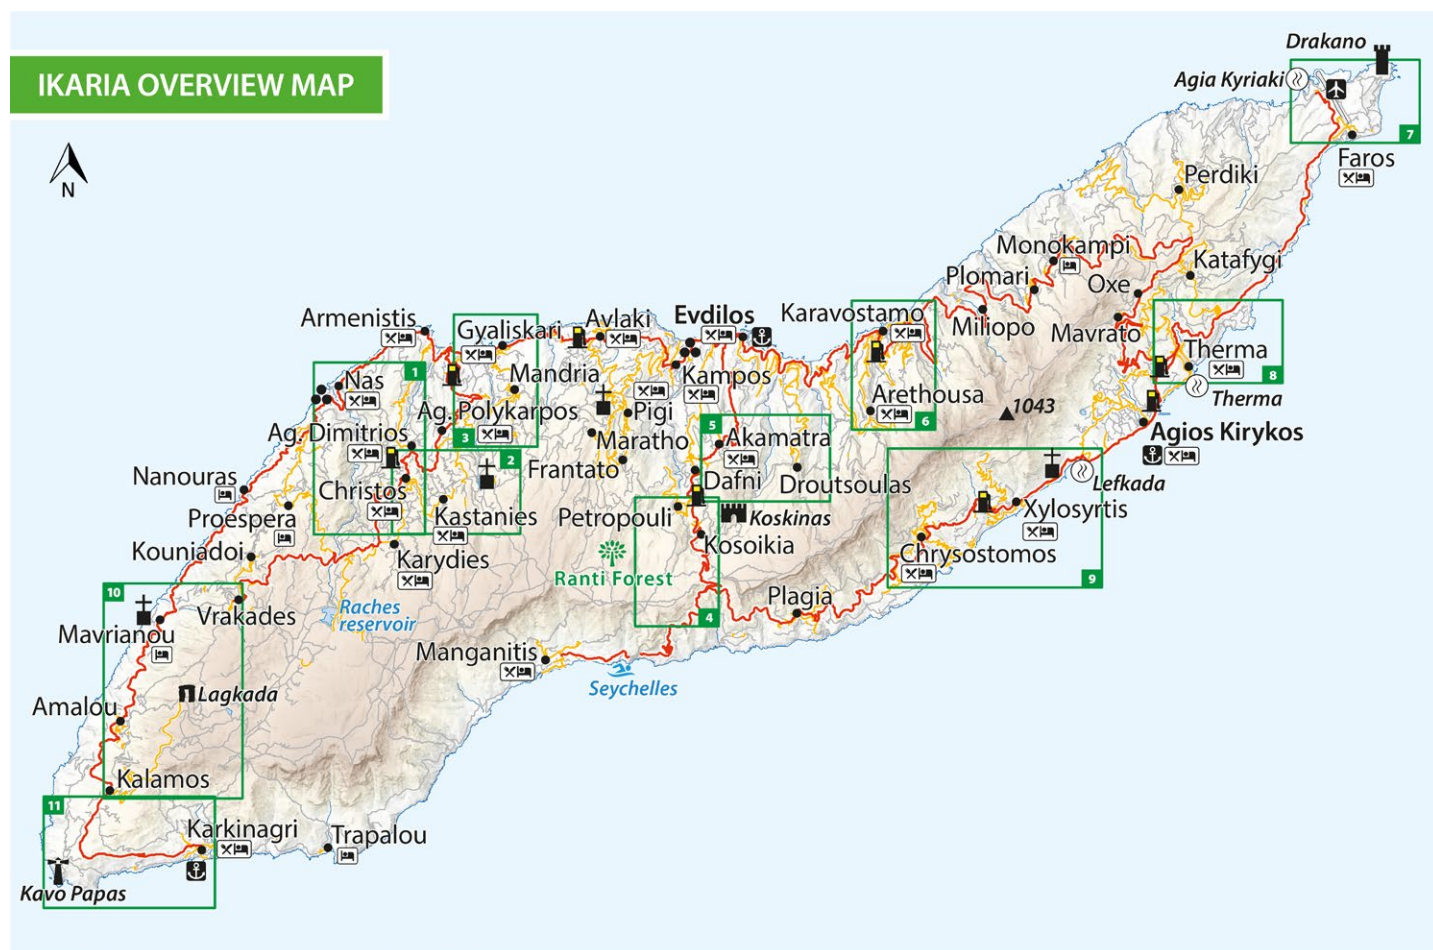 IKARIA OVERVIEW MAP
N
Drakano
Agia Kyriaki
7
Faros
Perdiki
Monokampi
Katafygi
Plomari
Oxe
Armenistis
Gyaliskari
Avlaki
Evdilos
Karavostamo
Miliopo
Mavrato
Therma
8
Therma
1
Nas
Mandria
Kampos
Arethousa
6
1043
Ag. Polykarpos
3
Pigi
5
Akamatra
Agios Kirykos
Ag. Dimitrios
Maratho
2
Frantato
Dafni
Droutsoulas
Lefkada
Nanouras
Christos
Kastanies
Petropouli
Koskinas
Xylosyrtis
Proespera
Kouniadoi
Karydies
Kosoikia
Chrysostomos
Ranti Forest
9
10
Vrakades
Raches
reservoir
Plagia
4
Mavrianou
Manganitis
Seychelles
Lagkada
Amalou
Kalamos
11
Karkinagri
Trapalou
Kavo Papas